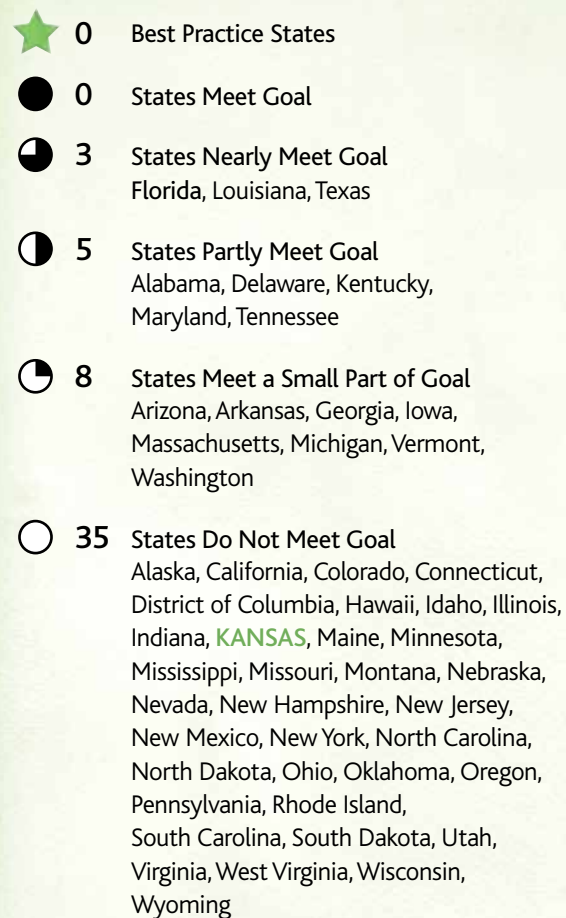 0 Best Practice States
0 States Meet Goal
3 States Nearly Meet Goal
Florida, Louisiana, Texas
5 States Partly Meet Goal
Alabama, Delaware, Kentucky,
Maryland, Tennessee
8 States Meet a Small Part of Goal
Arizona, Arkansas, Georgia, Iowa,
Massachusetts, Michigan, Vermont,
Washington
35 States Do Not Meet Goal
Alaska, California, Colorado, Connecticut,
District of Columbia, Hawaii, Idaho, Illinois,
Indiana, KANSAS, Maine, Minnesota,
Mississippi, Missouri, Montana, Nebraska,
Nevada, New Hampshire, New Jersey,
New Mexico, New York, North Carolina,
North Dakota, Ohio, Oklahoma, Oregon,
Pennsylvania, Rhode Island,
South Carolina, South Dakota, Utah,
Virginia, West Virginia, Wisconsin,
Wyoming